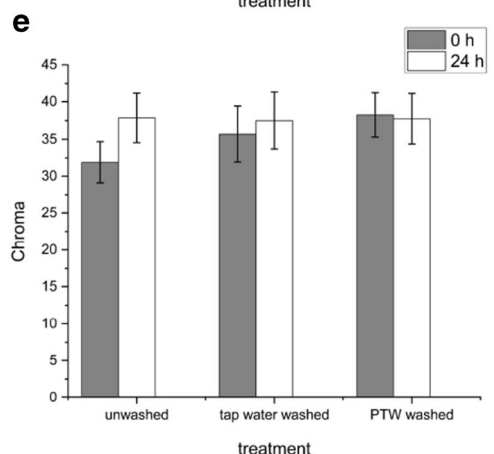 treatment
e
0 h
24 h
45
40
35
30
25
20
15
10
5
0
Chroma
unwashed
tap water washed
PTW washed
treatment